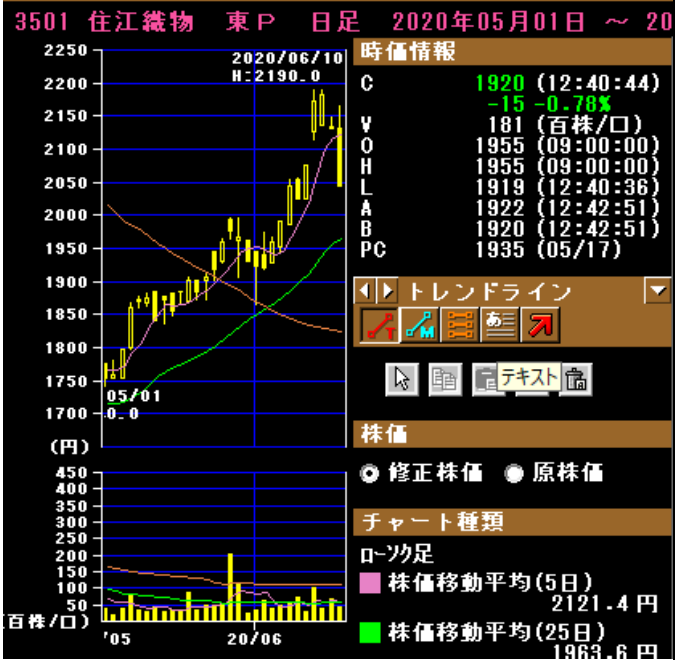 3501 住江織物 東P 日足 2020年05月01日 ~ 20
2250
2200
2150
2100
2050
2000
1950
1900
1850
1800
1750
1700
(円)
2020/06/10
H:2190.0
05/01
0.0
450
400
350
300
250
200
150
100
50
(百株/口)
'05
20/06
時価情報
C 1920 (12:40:44)
-15 -0.78%
V 181 (百株/口)
O 1955 (09:00:00)
H 1955 (09:00:00)
L 1919 (12:40:36)
A 1922 (12:42:51)
B 1920 (12:42:51)
PC 1935 (05/17)
トレンドライン
T M あ
テキスト
株価
修正株価 原株価
チャート種類
ローソク足
株価移動平均(5日)
2121.4円
株価移動平均(25日)
1963.6円